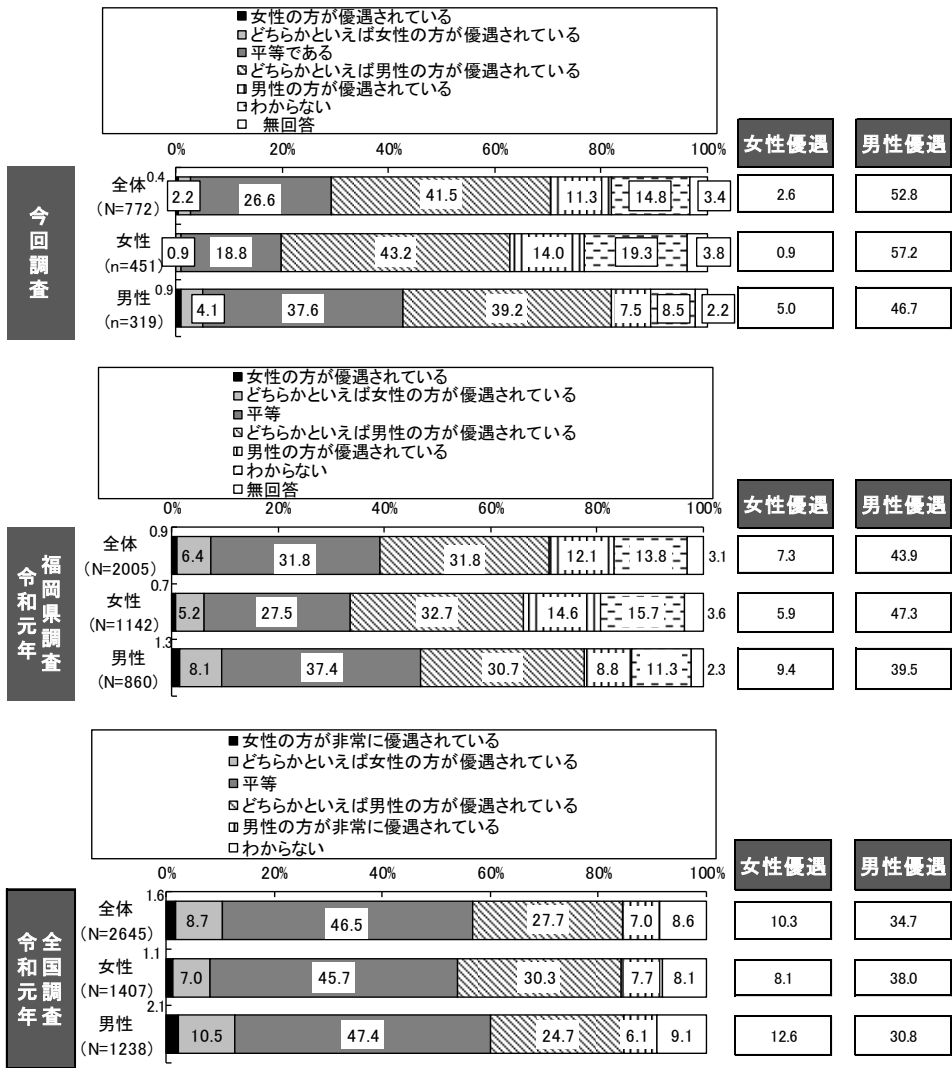 ■女性の方が優遇されている
□どちらかといえば女性の方が優遇されている
■平等である
□どちらかといえば男性の方が優遇されている
□男性の方が優遇されている
□わからない
□ 無回答
0% 20% 40% 60% 80% 100%
女性優遇 男性優遇
今回調査
全体 (N=772) 0.4 2.2 26.6 41.5 11.3 14.8 3.4 2.6 52.8
女性 (n=451) 0.9 18.8 43.2 14.0 19.3 3.8 0.9 57.2
男性 (n=319) 0.9 4.1 37.6 39.2 7.5 8.5 2.2 5.0 46.7
■女性の方が優遇されている
□どちらかといえば女性の方が優遇されている
■平等
□どちらかといえば男性の方が優遇されている
□男性の方が優遇されている
□わからない
□無回答
0% 20% 40% 60% 80% 100%
女性優遇 男性優遇
福岡県調査
令和元年
全体 (N=2005) 0.9 6.4 31.8 31.8 12.1 13.8 3.1 7.3 43.9
女性 (N=1142) 0.7 5.2 27.5 32.7 14.6 15.7 3.6 5.9 47.3
男性 (N=860) 1.3 8.1 37.4 30.7 8.8 11.3 2.3 9.4 39.5
■女性の方が非常に優遇されている
□どちらかといえば女性の方が優遇されている
■平等
□どちらかといえば男性の方が優遇されている
□男性の方が非常に優遇されている
□わからない
0% 20% 40% 60% 80% 100%
女性優遇 男性優遇
全国調査
令和元年
全体 (N=2645) 1.6 8.7 46.5 27.7 7.0 8.6 10.3 34.7
女性 (N=1407) 1.1 7.0 45.7 30.3 7.7 8.1 8.1 38.0
男性 (N=1238) 2.1 10.5 47.4 24.7 6.1 9.1 12.6 30.8